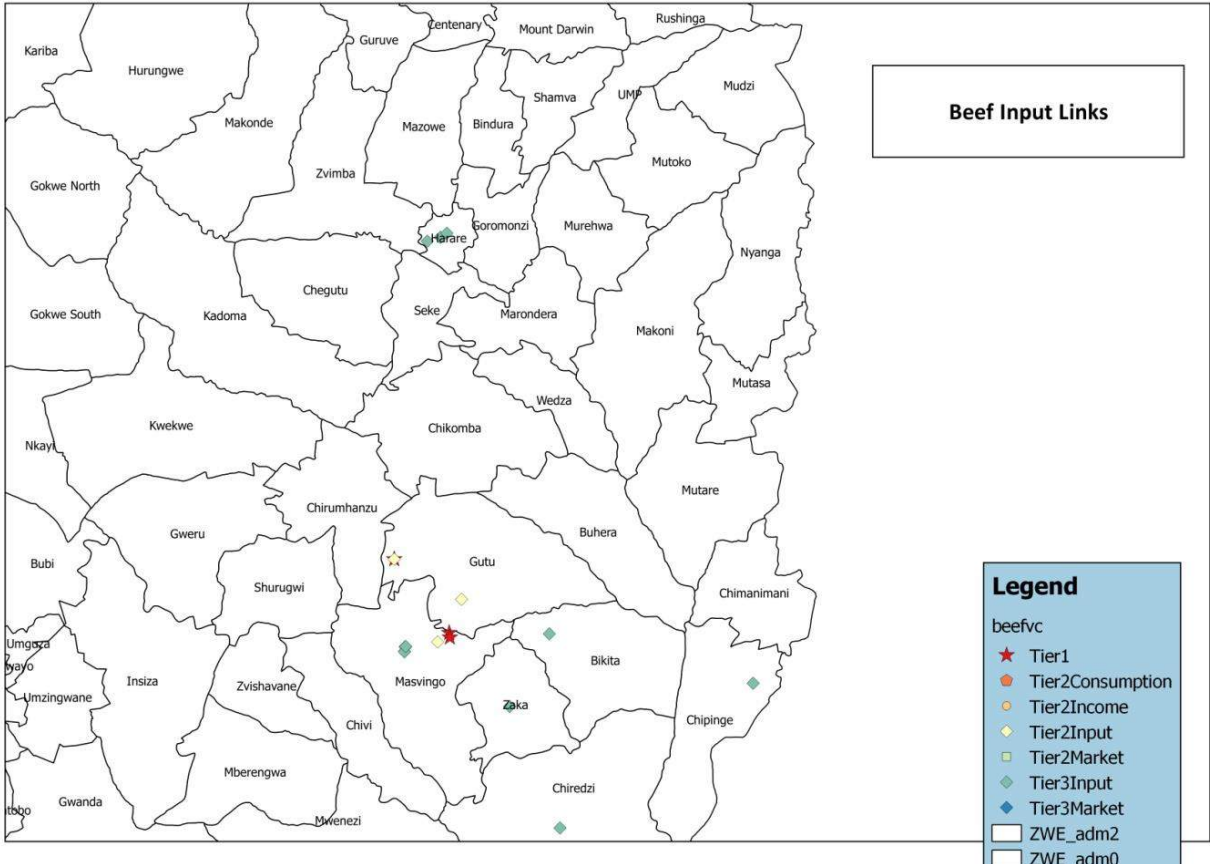 Centenary
Rushinga
Guruve
Mount Darwin
Kariba
Hurungwe
Mudzi
UMP
Shamva
Makonde
Mazowe
Bindura
Beef Input Links
Mutoko
Zvimba
Gokwe North
Goromonzi
Murehwa
Harare
Nyanga
Chegutu
Gokwe South
Kadoma
Seke
Marondera
Makoni
Mutasa
Wedza
Kwekwe
Chikomba
Nkayi
Mutare
Chirumhanzu
Gweru
Buhera
Bubi
Gutu
Shurugwi
Chimanimani
Umguza
wayo
Bikita
Umzingwane
Insiza
Zvishavane
Masvingo
Zaka
Chivi
Chipinge
Mberengwa
Chiredzi
Gwanda
tobo
Mwenezi
Legend
beefvc
Tier1
Tier2Consumption
Tier2Income
Tier2Input
Tier2Market
Tier3Input
Tier3Market
ZWE_adm2
ZWE_adm0